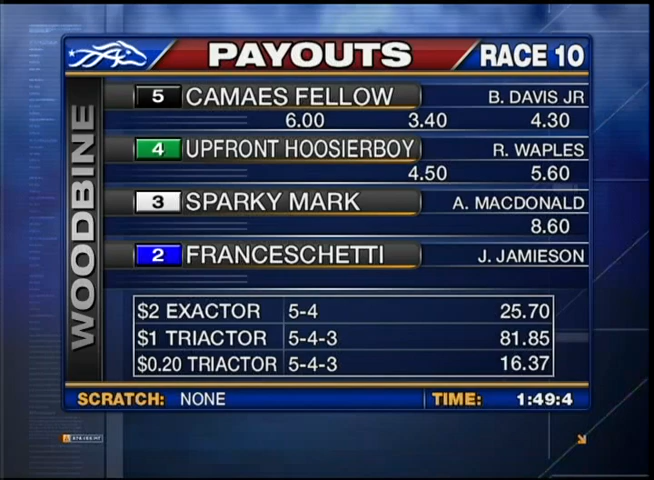 PAYOUTS RACE 10
WOODBINE
5 CAMAES FELLOW B. DAVIS JR
6.00 3.40 4.30
4 UPFRONT HOOSIERBOY R. WAPLES
4.50 5.60
3 SPARKY MARK A. MACDONALD
8.60
2 FRANCESCHETTI J. JAMIESON
$2 EXACTOR 5-4 25.70
$1 TRIACTOR 5-4-3 81.85
$0.20 TRIACTOR 5-4-3 16.37
SCRATCH: NONE TIME: 1:49:4